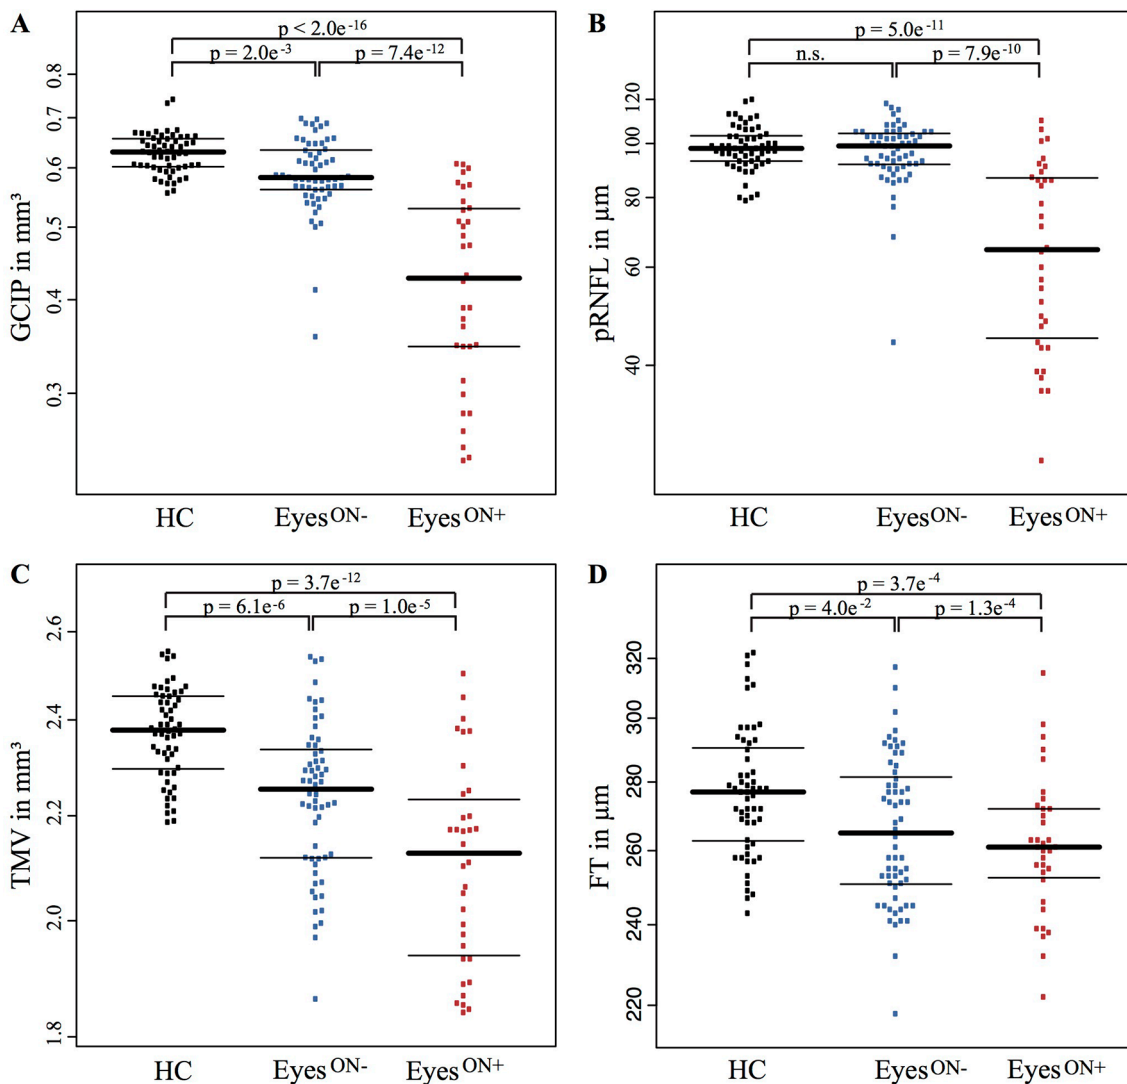 A
p < 2.0e-16
p = 2.0e-3 p = 7.4e-12
0.8
0.7
0.6
0.5
0.4
0.3
GCIP in mm³
HC EyesON- EyesON+
B
p = 5.0e-11
n.s. p = 7.9e-10
120
100
80
60
40
pRNFL in µm
HC EyesON- EyesON+
C
p = 3.7e-12
p = 6.1e-6 p = 1.0e-5
2.6
2.4
2.2
2.0
1.8
TMV in mm³
HC EyesON- EyesON+
D
p = 3.7e-4
p = 4.0e-2 p = 1.3e-4
320
300
280
260
240
220
FT in µm
HC EyesON- EyesON+